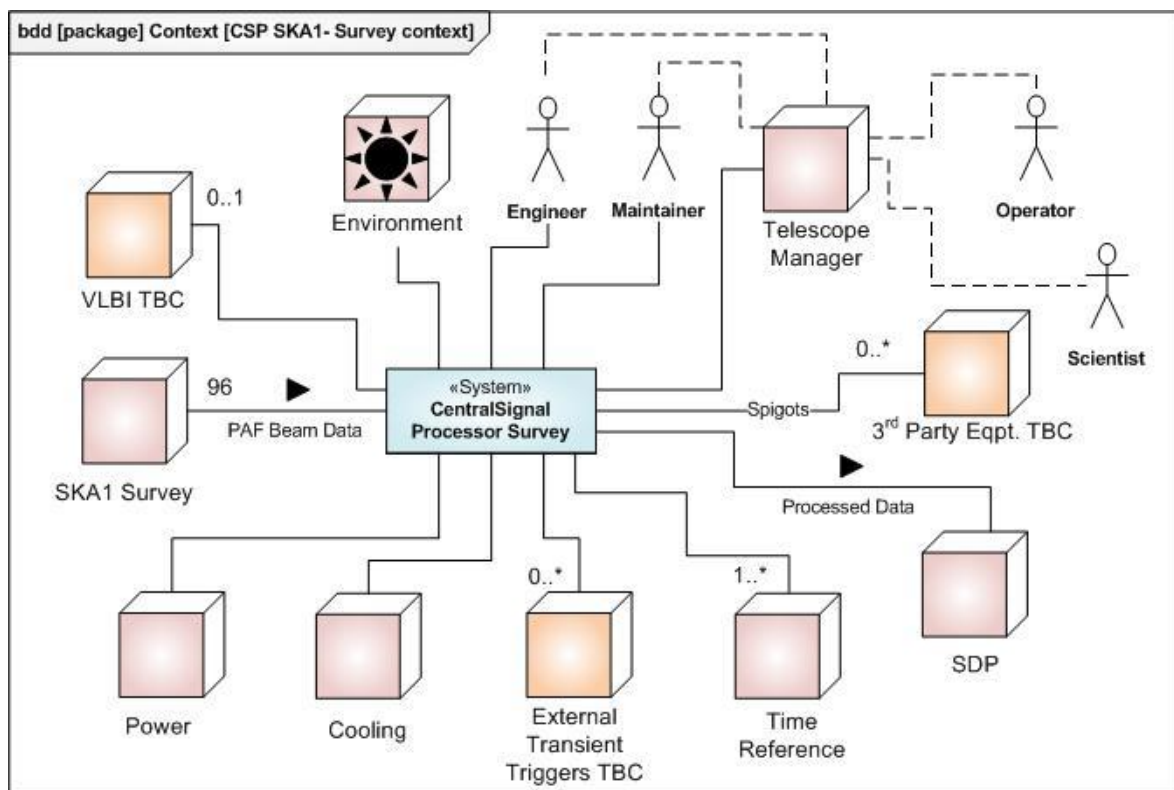 bdd [package] Context [CSP SKA1- Survey context]
Environment
Engineer
Maintainer
Telescope
Manager
Operator
0..1
VLBI TBC
Scientist
0..*
3rd Party Eqpt. TBC
Spigots
96
PAF Beam Data
SKA1 Survey
«System»
CentralSignal
Processor Survey
Processed Data
SDP
Power
Cooling
0..*
External
Transient
Triggers TBC
1..*
Time
Reference